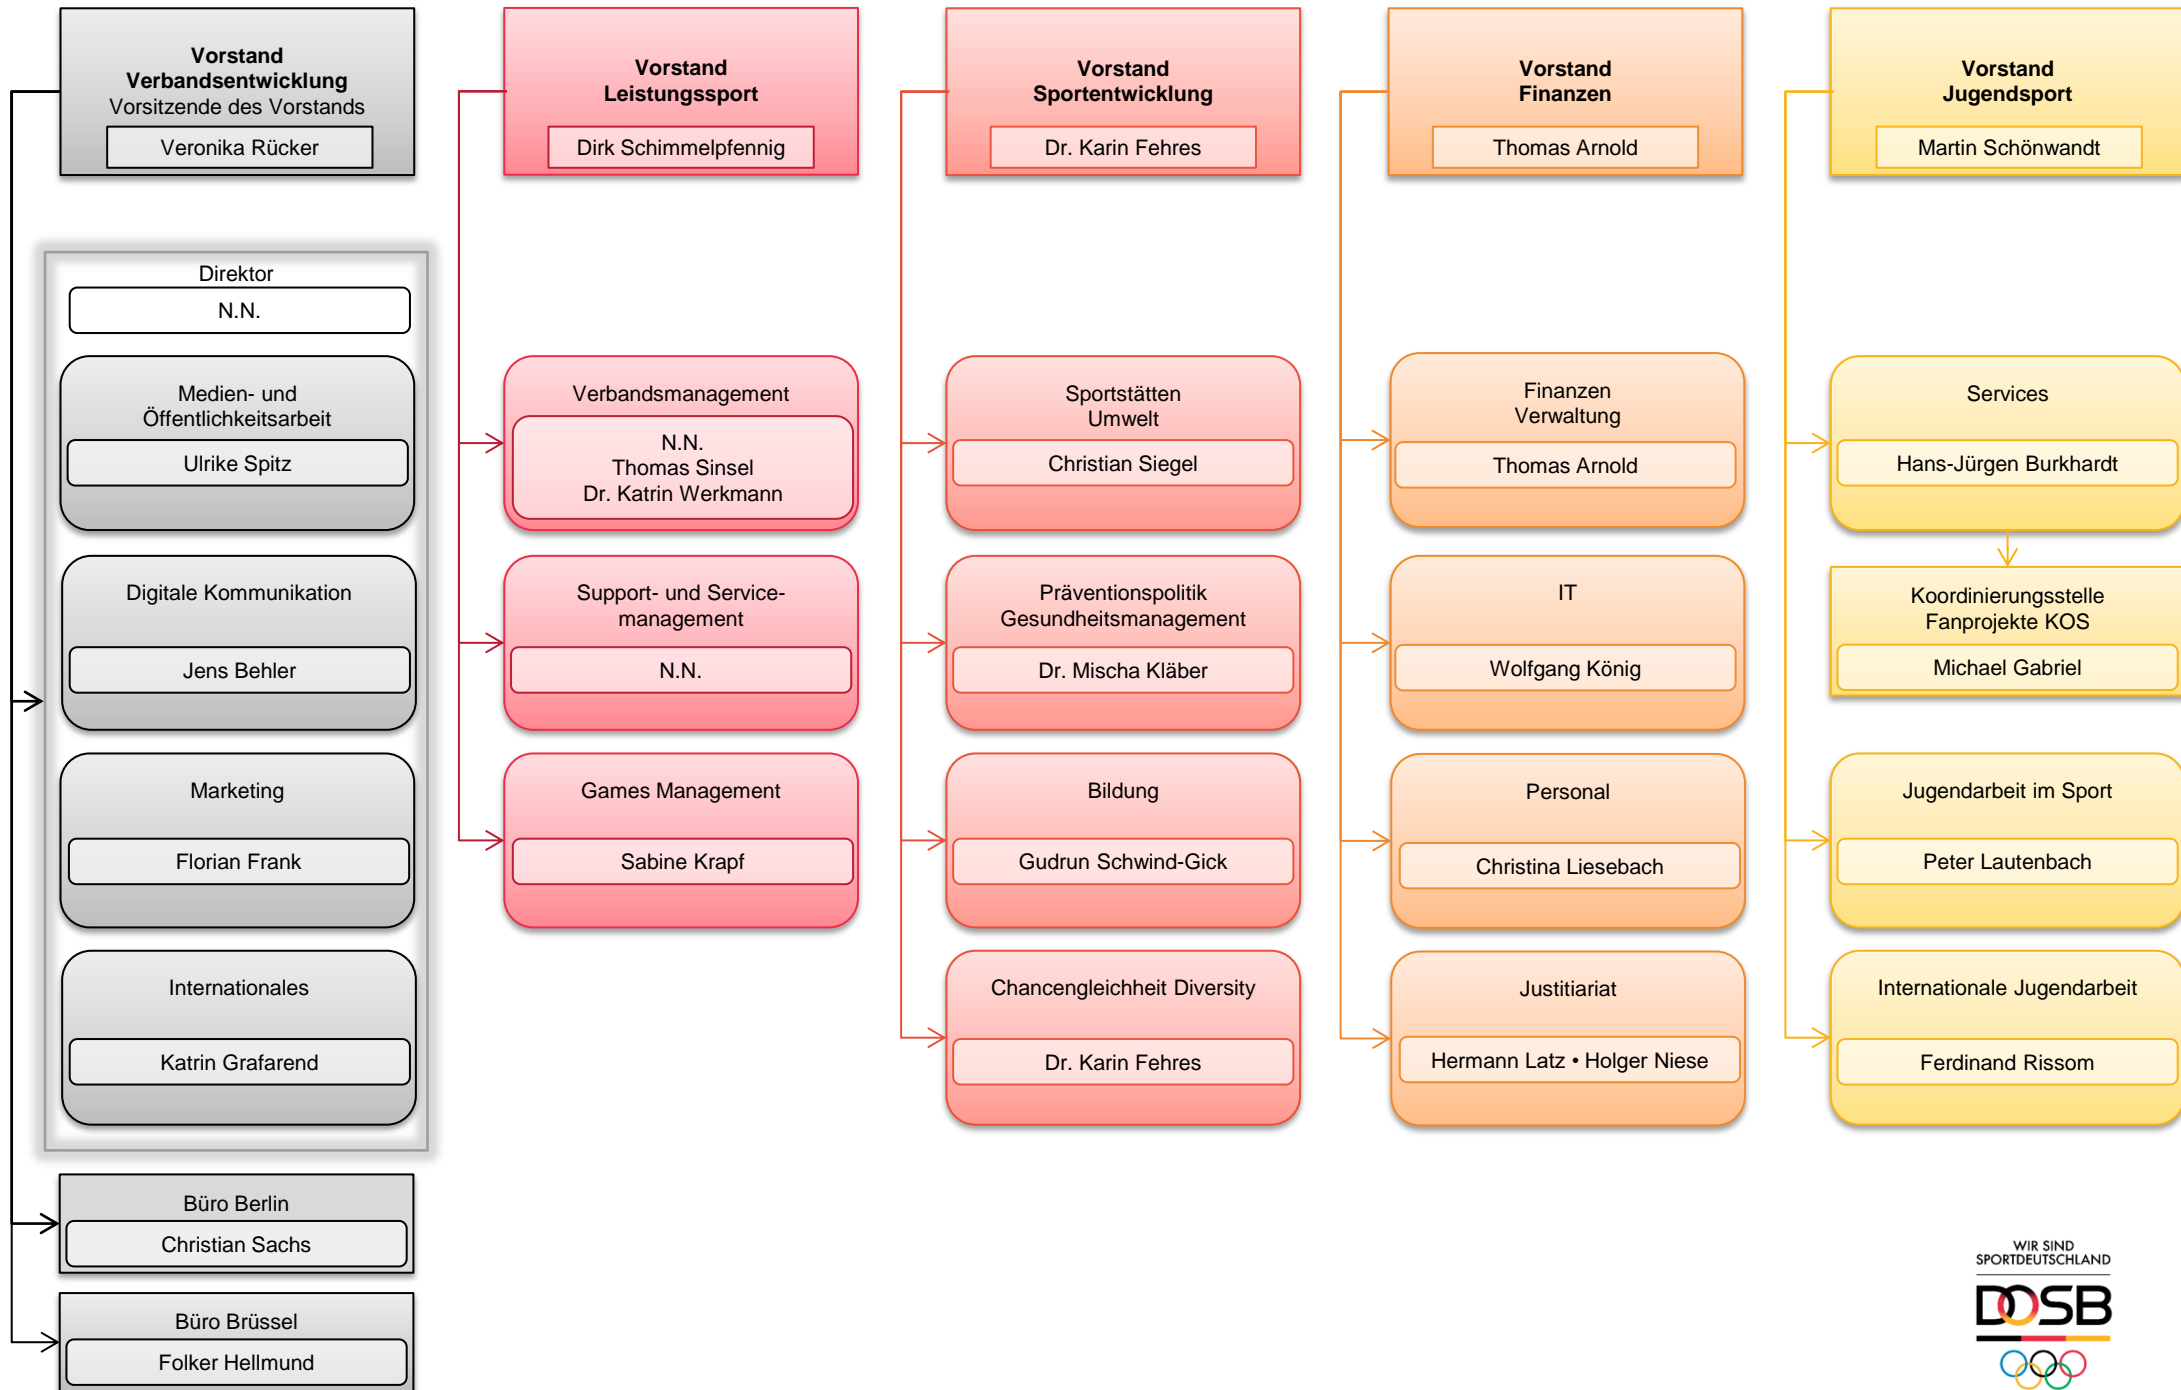 Vorstand
Verbandsentwicklung
Vorsitzende des Vorstands
Veronika Rücker
Direktor
N.N.
Medien- und
Öffentlichkeitsarbeit
Ulrike Spitz
Digitale Kommunikation
Jens Behler
Marketing
Florian Frank
Internationales
Katrin Grafarend
Büro Berlin
Christian Sachs
Büro Brüssel
Folker Hellmund
Vorstand
Leistungssport
Dirk Schimmelpfennig
Verbandsmanagement
N.N.
Thomas Sinsel
Dr. Katrin Werkmann
Support- und Service-
management
N.N.
Games Management
Sabine Krapf
Vorstand
Sportentwicklung
Dr. Karin Fehres
Sportstätten
Umwelt
Christian Siegel
Präventionspolitik
Gesundheitsmanagement
Dr. Mischa Kläber
Bildung
Gudrun Schwind-Gick
Chancengleichheit Diversity
Dr. Karin Fehres
Vorstand
Finanzen
Thomas Arnold
Finanzen
Verwaltung
Thomas Arnold
IT
Wolfgang König
Personal
Christina Liesebach
Justitiariat
Hermann Latz • Holger Niese
Vorstand
Jugendsport
Martin Schönwandt
Services
Hans-Jürgen Burkhardt
Koordinierungsstelle
Fanprojekte KOS
Michael Gabriel
Jugendarbeit im Sport
Peter Lautenbach
Internationale Jugendarbeit
Ferdinand Rissom
WIR SIND
SPORTDEUTSCHLAND
DOSB